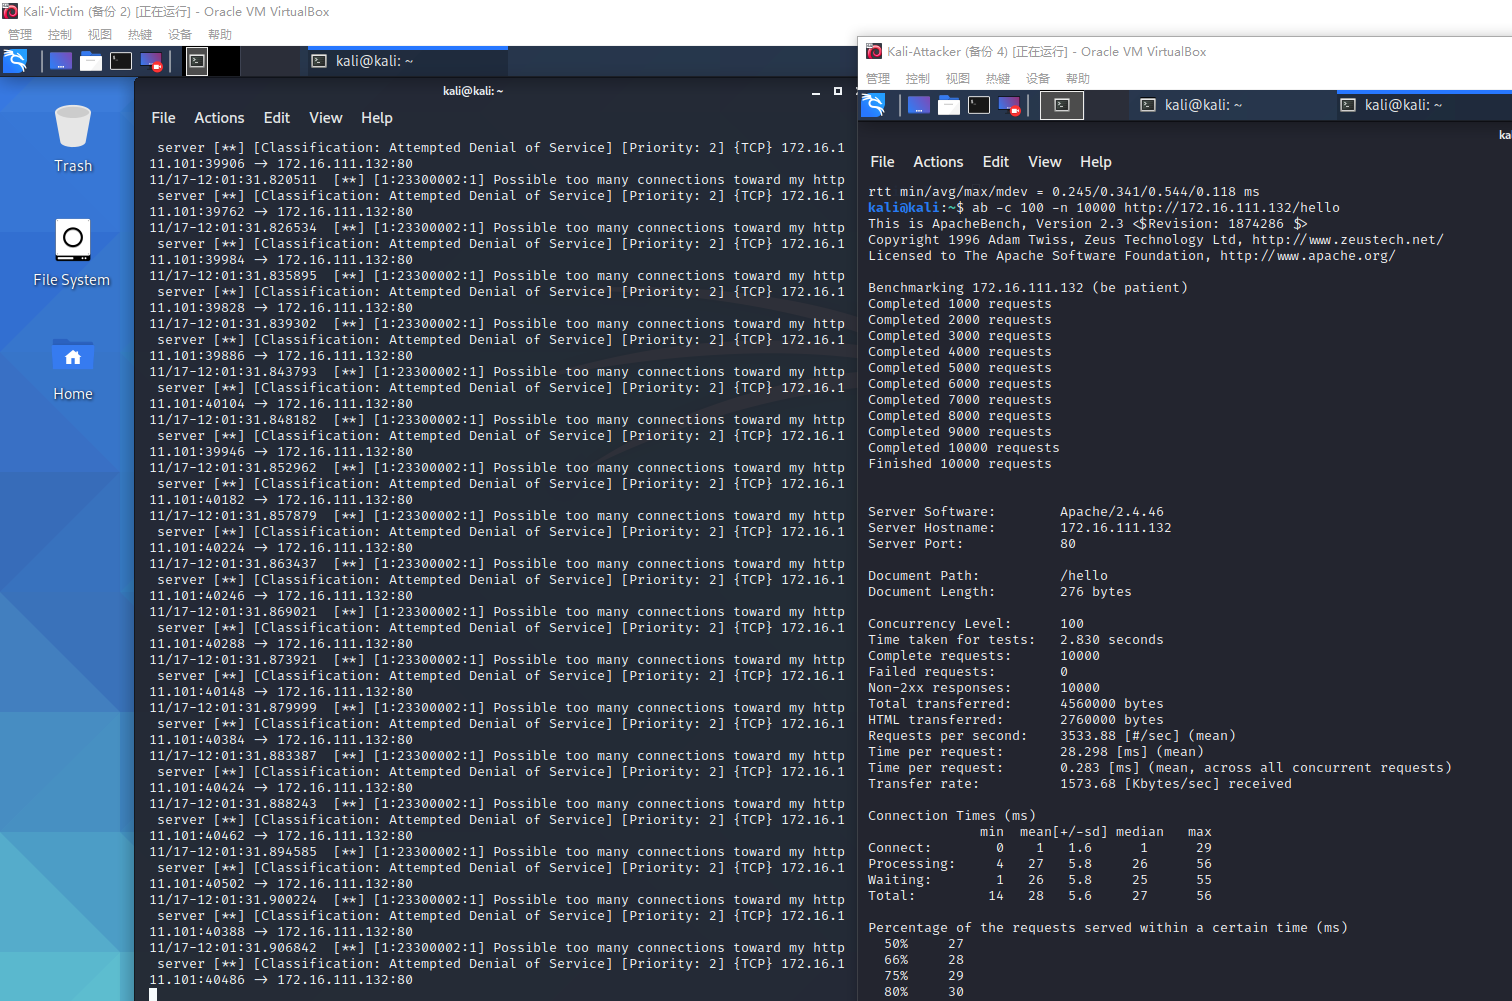 Kali-Victim (备份 2) [正在运行] - Oracle VM VirtualBox
管理 控制 视图 热键 设备 帮助
kali@kali: ~
Trash
File System
Home
kali@kali: ~
File Actions Edit View Help
server [**] [Classification: Attempted Denial of Service] [Priority: 2] {TCP} 172.16.1
11.101:39906 -> 172.16.111.132:80
11/17-12:01:31.820511 [**] [1:23300002:1] Possible too many connections toward my http
server [**] [Classification: Attempted Denial of Service] [Priority: 2] {TCP} 172.16.1
11.101:39762 -> 172.16.111.132:80
11/17-12:01:31.826534 [**] [1:23300002:1] Possible too many connections toward my http
server [**] [Classification: Attempted Denial of Service] [Priority: 2] {TCP} 172.16.1
11.101:39984 -> 172.16.111.132:80
11/17-12:01:31.835895 [**] [1:23300002:1] Possible too many connections toward my http
server [**] [Classification: Attempted Denial of Service] [Priority: 2] {TCP} 172.16.1
11.101:39828 -> 172.16.111.132:80
11/17-12:01:31.839302 [**] [1:23300002:1] Possible too many connections toward my http
server [**] [Classification: Attempted Denial of Service] [Priority: 2] {TCP} 172.16.1
11.101:39886 -> 172.16.111.132:80
11/17-12:01:31.843793 [**] [1:23300002:1] Possible too many connections toward my http
server [**] [Classification: Attempted Denial of Service] [Priority: 2] {TCP} 172.16.1
11.101:40104 -> 172.16.111.132:80
11/17-12:01:31.848182 [**] [1:23300002:1] Possible too many connections toward my http
server [**] [Classification: Attempted Denial of Service] [Priority: 2] {TCP} 172.16.1
11.101:39946 -> 172.16.111.132:80
11/17-12:01:31.852962 [**] [1:23300002:1] Possible too many connections toward my http
server [**] [Classification: Attempted Denial of Service] [Priority: 2] {TCP} 172.16.1
11.101:40182 -> 172.16.111.132:80
11/17-12:01:31.857879 [**] [1:23300002:1] Possible too many connections toward my http
server [**] [Classification: Attempted Denial of Service] [Priority: 2] {TCP} 172.16.1
11.101:40224 -> 172.16.111.132:80
11/17-12:01:31.863437 [**] [1:23300002:1] Possible too many connections toward my http
server [**] [Classification: Attempted Denial of Service] [Priority: 2] {TCP} 172.16.1
11.101:40246 -> 172.16.111.132:80
11/17-12:01:31.869021 [**] [1:23300002:1] Possible too many connections toward my http
server [**] [Classification: Attempted Denial of Service] [Priority: 2] {TCP} 172.16.1
11.101:40288 -> 172.16.111.132:80
11/17-12:01:31.873921 [**] [1:23300002:1] Possible too many connections toward my http
server [**] [Classification: Attempted Denial of Service] [Priority: 2] {TCP} 172.16.1
11.101:40148 -> 172.16.111.132:80
11/17-12:01:31.879999 [**] [1:23300002:1] Possible too many connections toward my http
server [**] [Classification: Attempted Denial of Service] [Priority: 2] {TCP} 172.16.1
11.101:40384 -> 172.16.111.132:80
11/17-12:01:31.883387 [**] [1:23300002:1] Possible too many connections toward my http
server [**] [Classification: Attempted Denial of Service] [Priority: 2] {TCP} 172.16.1
11.101:40424 -> 172.16.111.132:80
11/17-12:01:31.888243 [**] [1:23300002:1] Possible too many connections toward my http
server [**] [Classification: Attempted Denial of Service] [Priority: 2] {TCP} 172.16.1
11.101:40462 -> 172.16.111.132:80
11/17-12:01:31.894585 [**] [1:23300002:1] Possible too many connections toward my http
server [**] [Classification: Attempted Denial of Service] [Priority: 2] {TCP} 172.16.1
11.101:40502 -> 172.16.111.132:80
11/17-12:01:31.900224 [**] [1:23300002:1] Possible too many connections toward my http
server [**] [Classification: Attempted Denial of Service] [Priority: 2] {TCP} 172.16.1
11.101:40388 -> 172.16.111.132:80
11/17-12:01:31.906842 [**] [1:23300002:1] Possible too many connections toward my http
server [**] [Classification: Attempted Denial of Service] [Priority: 2] {TCP} 172.16.1
11.101:40486 -> 172.16.111.132:80
Kali-Attacker (备份 4) [正在运行] - Oracle VM VirtualBox
管理 控制 视图 热键 设备 帮助
kali@kali: ~ kali@kali: ~
ka
File Actions Edit View Help
rtt min/avg/max/mdev = 0.245/0.341/0.544/0.118 ms
kali@kali:~$ ab -c 100 -n 10000 http://172.16.111.132/hello
This is ApacheBench, Version 2.3 <$Revision: 1874286 $>
Copyright 1996 Adam Twiss, Zeus Technology Ltd, http://www.zeustech.net/
Licensed to The Apache Software Foundation, http://www.apache.org/
Benchmarking 172.16.111.132 (be patient)
Completed 1000 requests
Completed 2000 requests
Completed 3000 requests
Completed 4000 requests
Completed 5000 requests
Completed 6000 requests
Completed 7000 requests
Completed 8000 requests
Completed 9000 requests
Completed 10000 requests
Finished 10000 requests
Server Software: Apache/2.4.46
Server Hostname: 172.16.111.132
Server Port: 80
Document Path: /hello
Document Length: 276 bytes
Concurrency Level: 100
Time taken for tests: 2.830 seconds
Complete requests: 10000
Failed requests: 0
Non-2xx responses: 10000
Total transferred: 4560000 bytes
HTML transferred: 2760000 bytes
Requests per second: 3533.88 [#/sec] (mean)
Time per request: 28.298 [ms] (mean)
Time per request: 0.283 [ms] (mean, across all concurrent requests)
Transfer rate: 1573.68 [Kbytes/sec] received
Connection Times (ms)
min mean[+/-sd] median max
Connect: 0 1 1.6 1 29
Processing: 4 27 5.8 26 56
Waiting: 1 26 5.8 25 55
Total: 14 28 5.6 27 56
Percentage of the requests served within a certain time (ms)
50% 27
66% 28
75% 29
80% 30